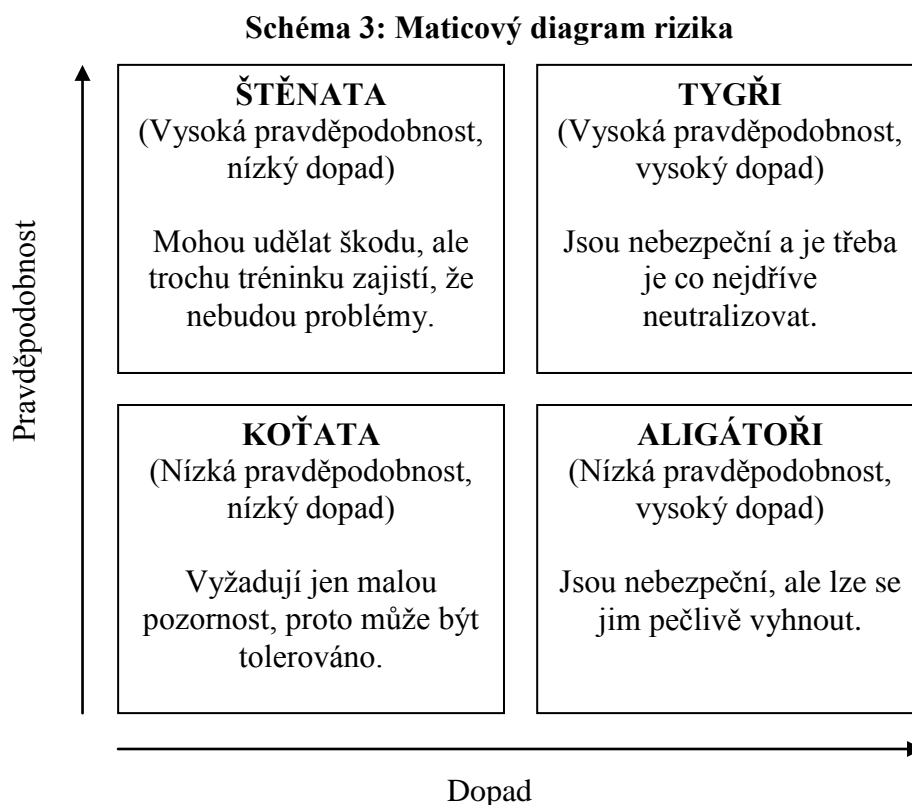 Schéma 3: Maticový diagram rizika
Pravděpodobnost
ŠTĚNATA
(Vysoká pravděpodobnost,
nízký dopad)
Mohou udělat škodu, ale
trochu tréninku zajistí, že
nebudou problémy.
TYGŘI
(Vysoká pravděpodobnost,
vysoký dopad)
Jsou nebezpeční a je třeba
je co nejdříve
neutralizovat.
KOŤATA
(Nízká pravděpodobnost,
nízký dopad)
Vyžadují jen malou
pozornost, proto může být
tolerováno.
ALIGÁTOŘI
(Nízká pravděpodobnost,
vysoký dopad)
Jsou nebezpeční, ale lze se
jim pečlivě vyhnout.
Dopad